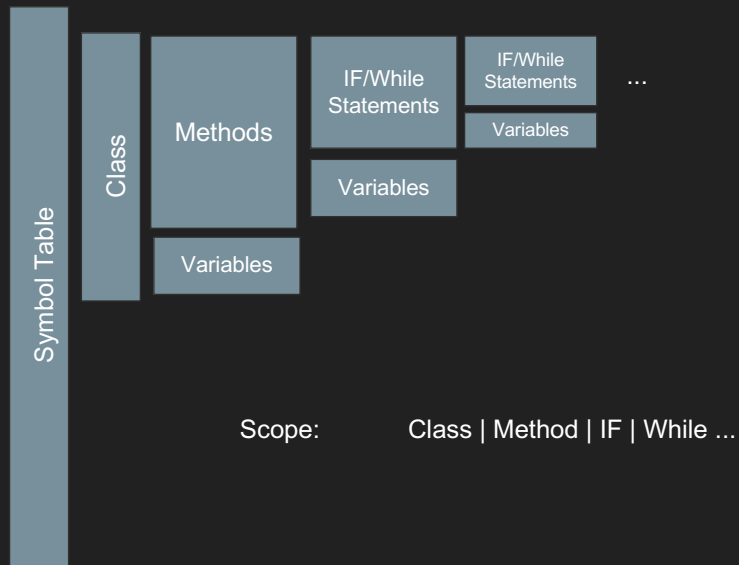 Symbol Table
Class
Methods
Variables
IF/While
Statements
Variables
IF/While
Statements
Variables
...
Scope: Class | Method | IF | While ...